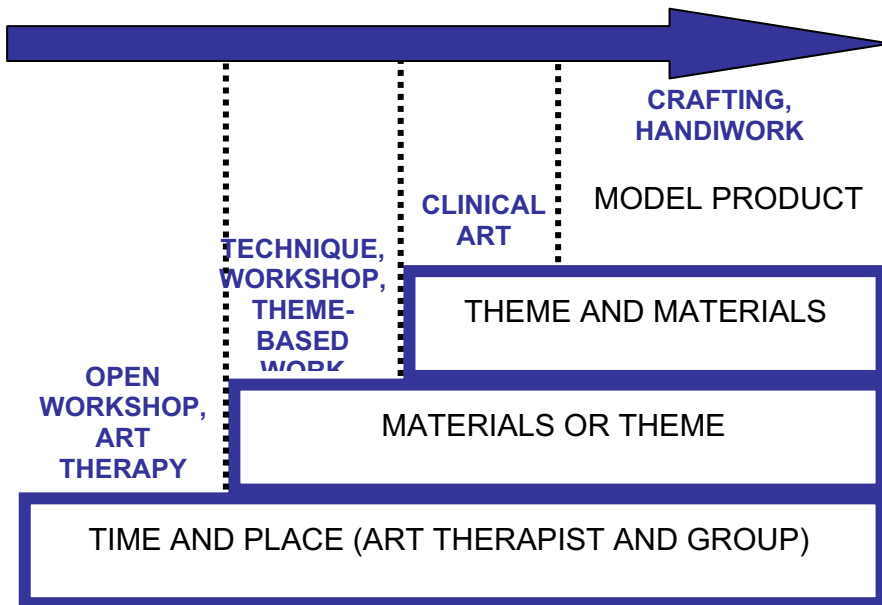 CRAFTING,
HANDIWORK
MODEL PRODUCT
CLINICAL
ART
THEME AND MATERIALS
TECHNIQUE,
WORKSHOP,
THEME-
BASED
WORK
MATERIALS OR THEME
OPEN
WORKSHOP,
ART
THERAPY
TIME AND PLACE (ART THERAPIST AND GROUP)